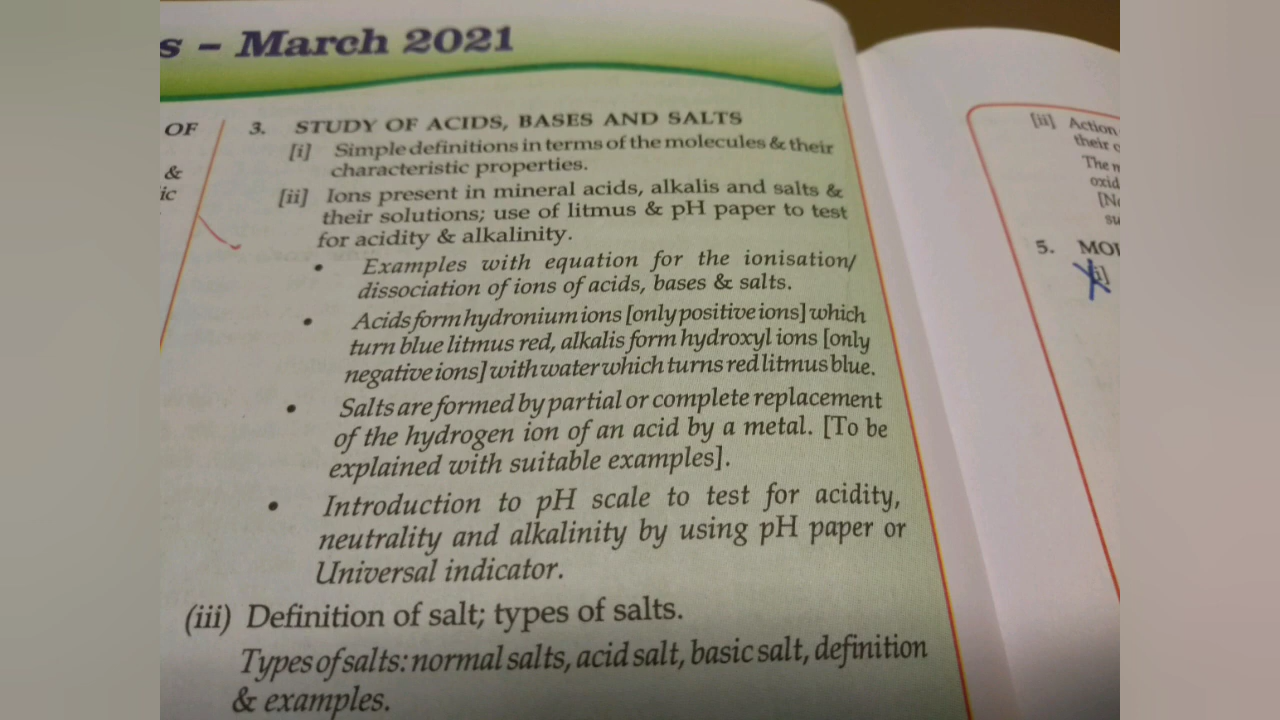 s – March 2021
OF
&
ic
3. STUDY OF ACIDS, BASES AND SALTS
[i] Simple definitions in terms of the molecules & their
characteristic properties.
[ii] Ions present in mineral acids, alkalis and salts &
their solutions; use of litmus & pH paper to test
for acidity & alkalinity.
• Examples with equation for the ionisation/
dissociation of ions of acids, bases & salts.
• Acids form hydronium ions [only positive ions] which
turn blue litmus red, alkalis form hydroxyl ions [only
negative ions] with water which turns red litmus blue.
• Salts are formed by partial or complete replacement
of the hydrogen ion of an acid by a metal. [To be
explained with suitable examples].
• Introduction to pH scale to test for acidity,
neutrality and alkalinity by using pH paper or
Universal indicator.
(iii) Definition of salt; types of salts.
Types of salts: normal salts, acid salt, basic salt, definition
& examples.
[ii] Action
their
The
oxid
su
5. MO